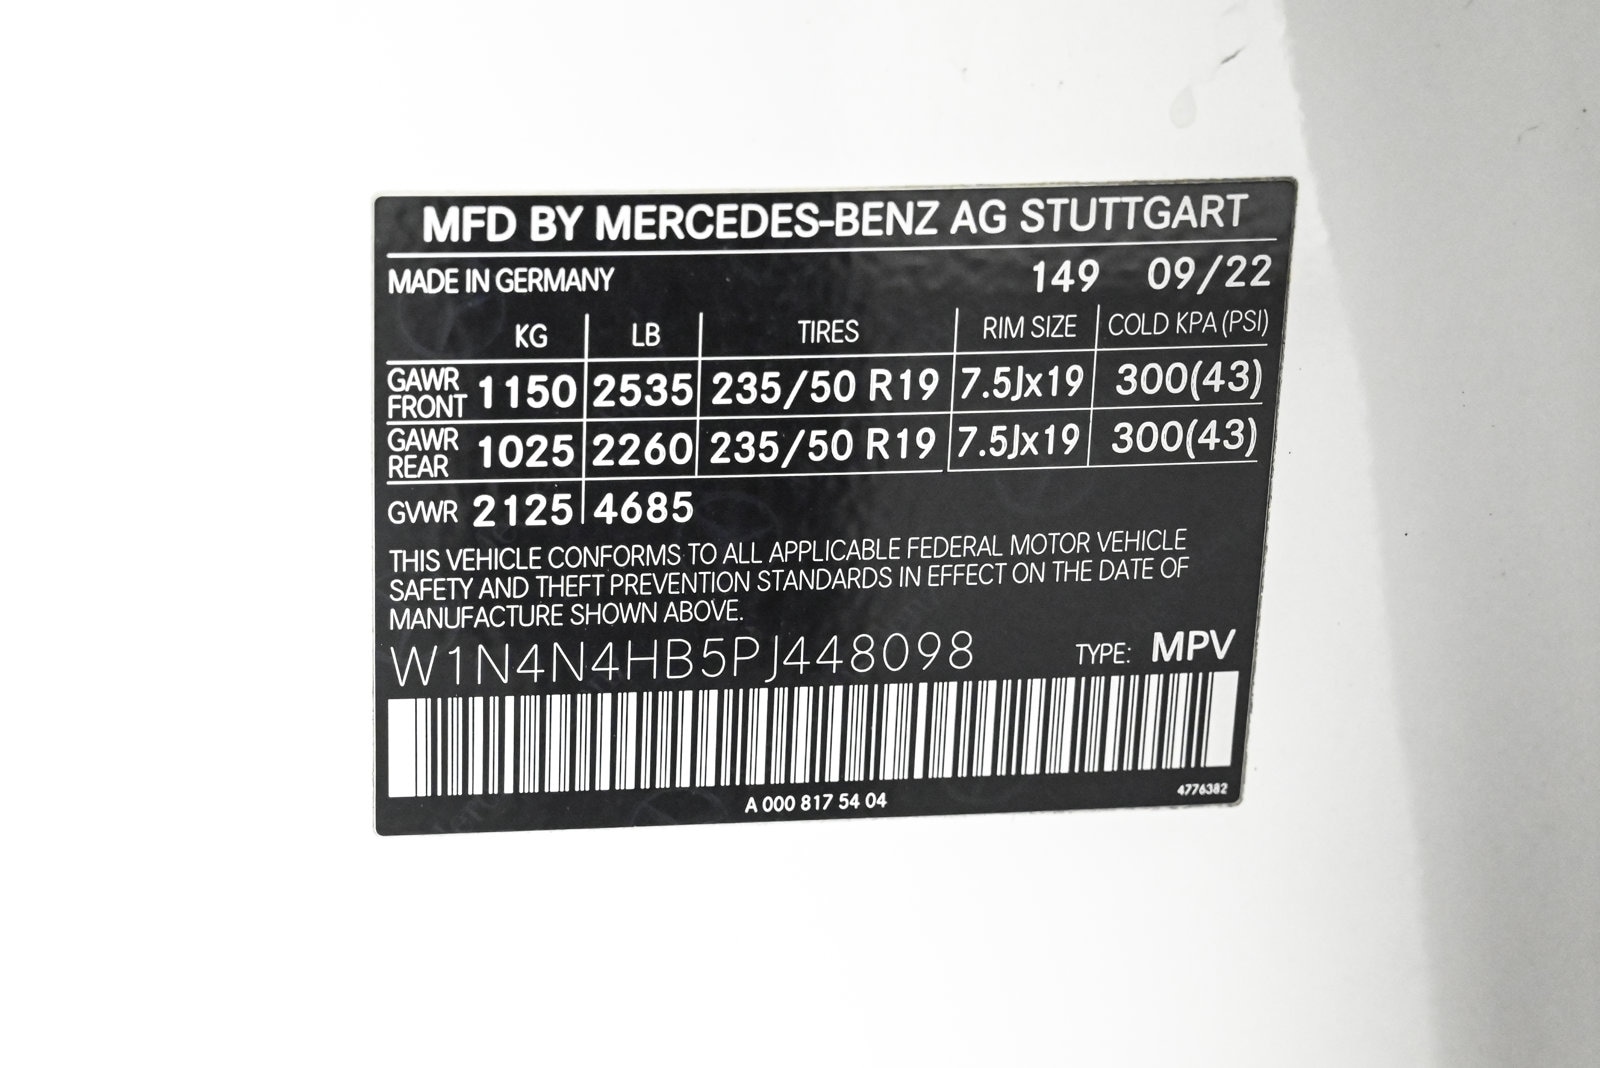 MFD BY MERCEDES-BENZ AG STUTTGART
MADE IN GERMANY 149 09/22
KG LB TIRES RIM SIZE COLD KPA (PSI)
GAWR FRONT 1150 2535 235/50 R19 7.5Jx19 300(43)
GAWR REAR 1025 2260 235/50 R19 7.5Jx19 300(43)
GVWR 2125 4685
THIS VEHICLE CONFORMS TO ALL APPLICABLE FEDERAL MOTOR VEHICLE
SAFETY AND THEFT PREVENTION STANDARDS IN EFFECT ON THE DATE OF
MANUFACTURE SHOWN ABOVE.
W1N4N4HB5PJ448098 TYPE: MPV
A 000 817 54 04 4776382